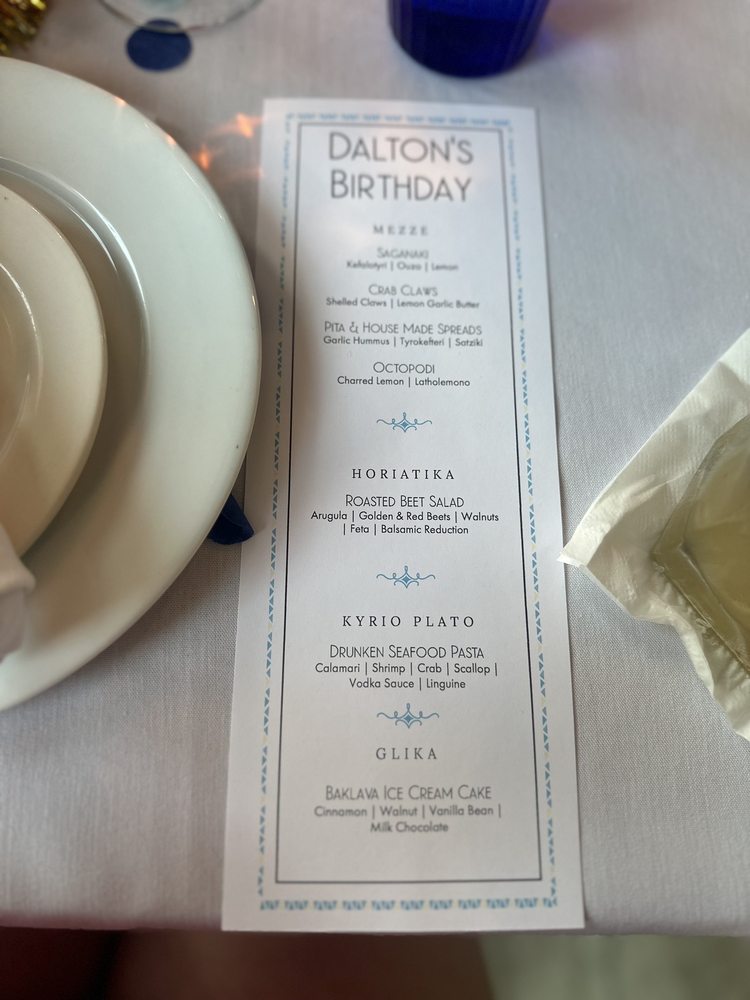 DALTON'S
BIRTHDAY
MEZZE
SAGANAKI
Kefalotyri | Ouzo | Lemon
CRAB CLAWS
Shelled Claws | Lemon Garlic Butter
PITA & HOUSE MADE SPREADS
Garlic Hummus | Tyrokefteri | Satziki
OCTOPODI
Charred Lemon | Latholemono
HORIATIKA
ROASTED BEET SALAD
Arugula | Golden & Red Beets | Walnuts
| Feta | Balsamic Reduction
KYRIO PLATO
DRUNKEN SEAFOOD PASTA
Calamari | Shrimp | Crab | Scallop |
Vodka Sauce | Linguine
GLIKA
BAKLAVA ICE CREAM CAKE
Cinnamon | Walnut | Vanilla Bean |
Milk Chocolate